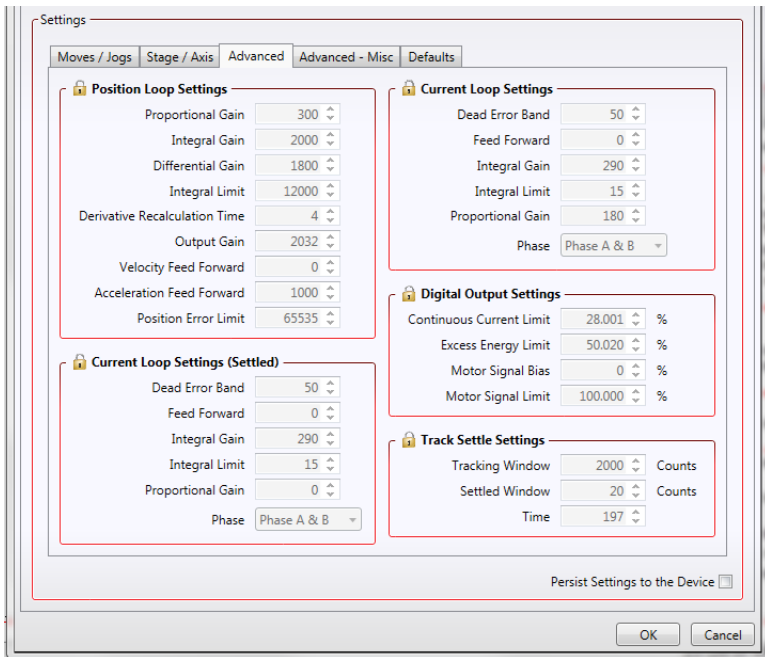 Settings
Moves / Jogs Stage / Axis Advanced Advanced - Misc Defaults
Position Loop Settings
Proportional Gain 300
Integral Gain 2000
Differential Gain 1800
Integral Limit 12000
Derivative Recalculation Time 4
Output Gain 2032
Velocity Feed Forward 0
Acceleration Feed Forward 1000
Position Error Limit 65535
Current Loop Settings (Settled)
Dead Error Band 50
Feed Forward 0
Integral Gain 290
Integral Limit 15
Proportional Gain 0
Phase Phase A & B
Current Loop Settings
Dead Error Band 50
Feed Forward 0
Integral Gain 290
Integral Limit 15
Proportional Gain 180
Phase Phase A & B
Digital Output Settings
Continuous Current Limit 28.001 %
Excess Energy Limit 50.020 %
Motor Signal Bias 0 %
Motor Signal Limit 100.000 %
Track Settle Settings
Tracking Window 2000 Counts
Settled Window 20 Counts
Time 197
Persist Settings to the Device
OK Cancel